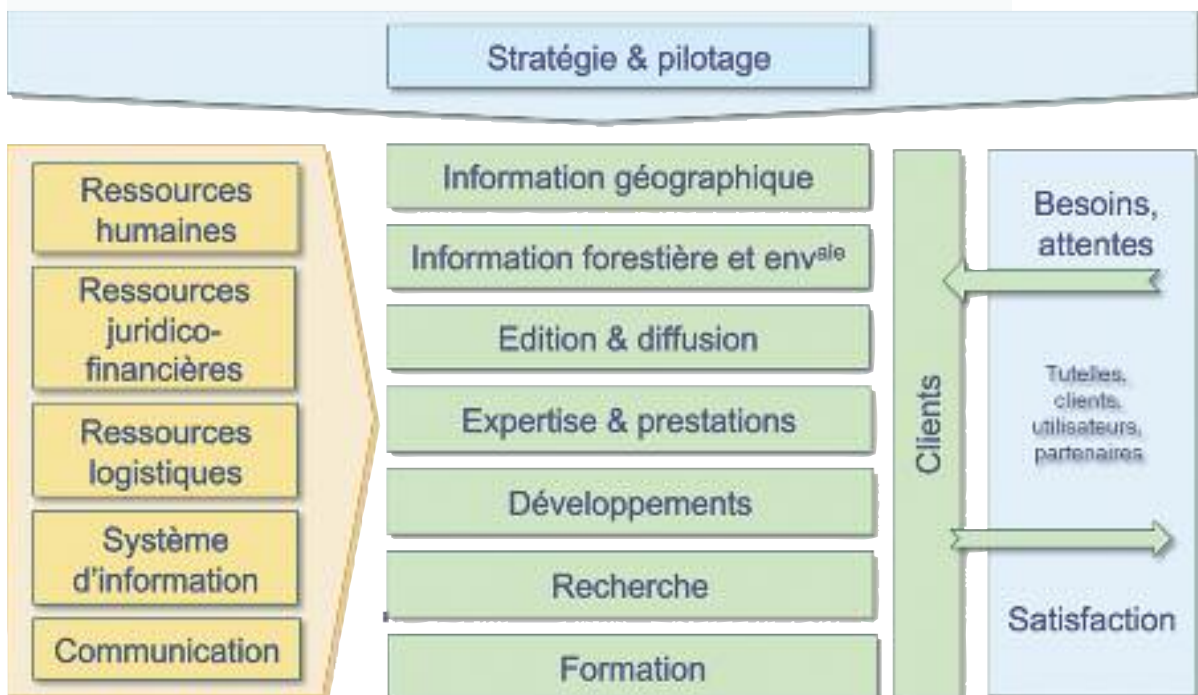 Stratégie & pilotage
Ressources
humaines
Ressources
juridico-
financières
Ressources
logistiques
Système
d'information
Communication
Information géographique
Information forestière et envale
Edition & diffusion
Expertise & prestations
Développements
Recherche
Formation
Clients
Besoins,
attentes
Tutelles,
clients,
utilisateurs,
partenaires
Satisfaction